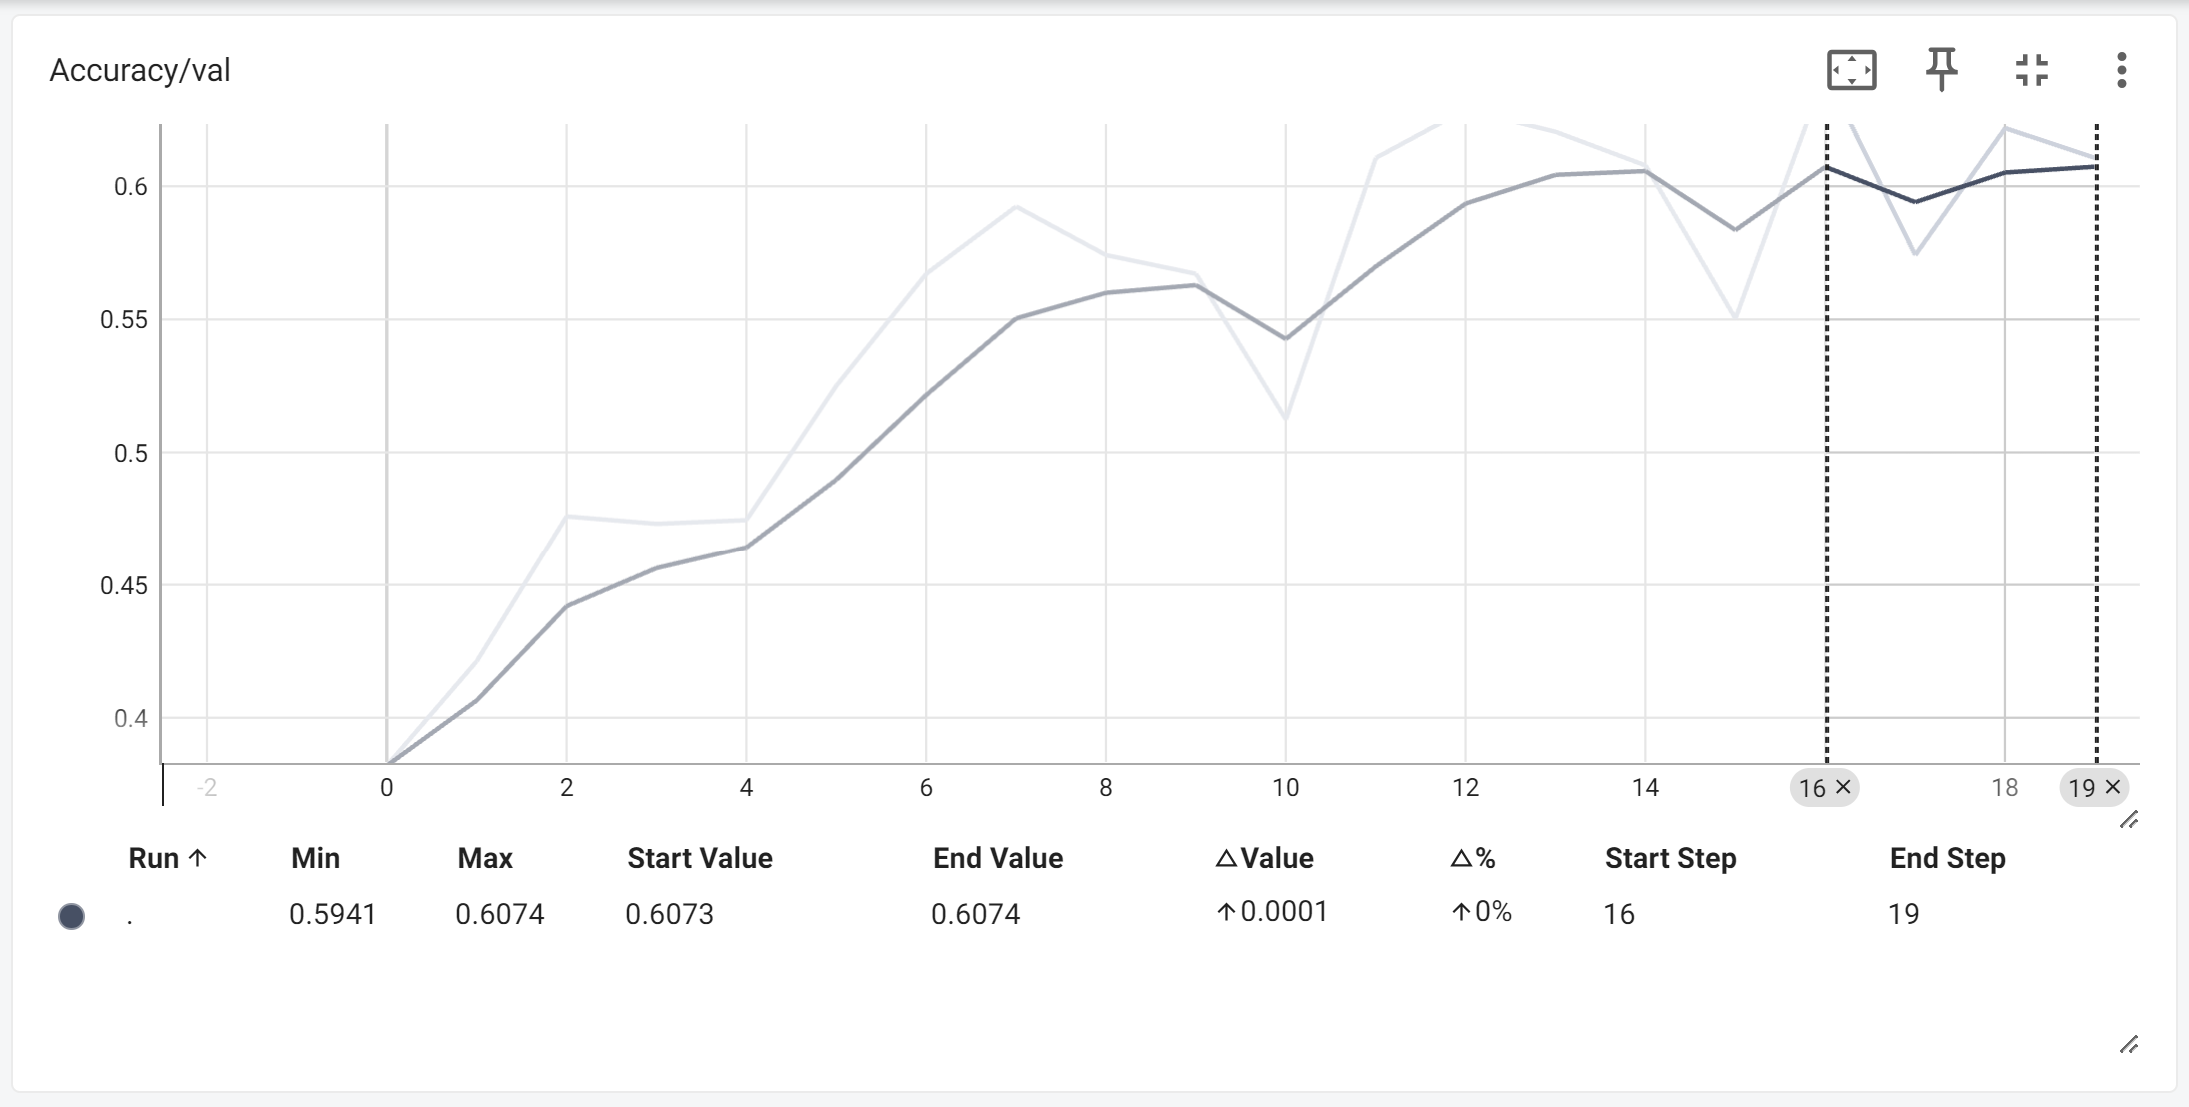 Accuracy/val
0.6
0.55
0.5
0.45
0.4
-2 0 2 4 6 8 10 12 14 16 × 18 19 ×
Run ↑ Min Max Start Value End Value △Value △% Start Step End Step
. 0.5941 0.6074 0.6073 0.6074 ↑0.0001 ↑0% 16 19